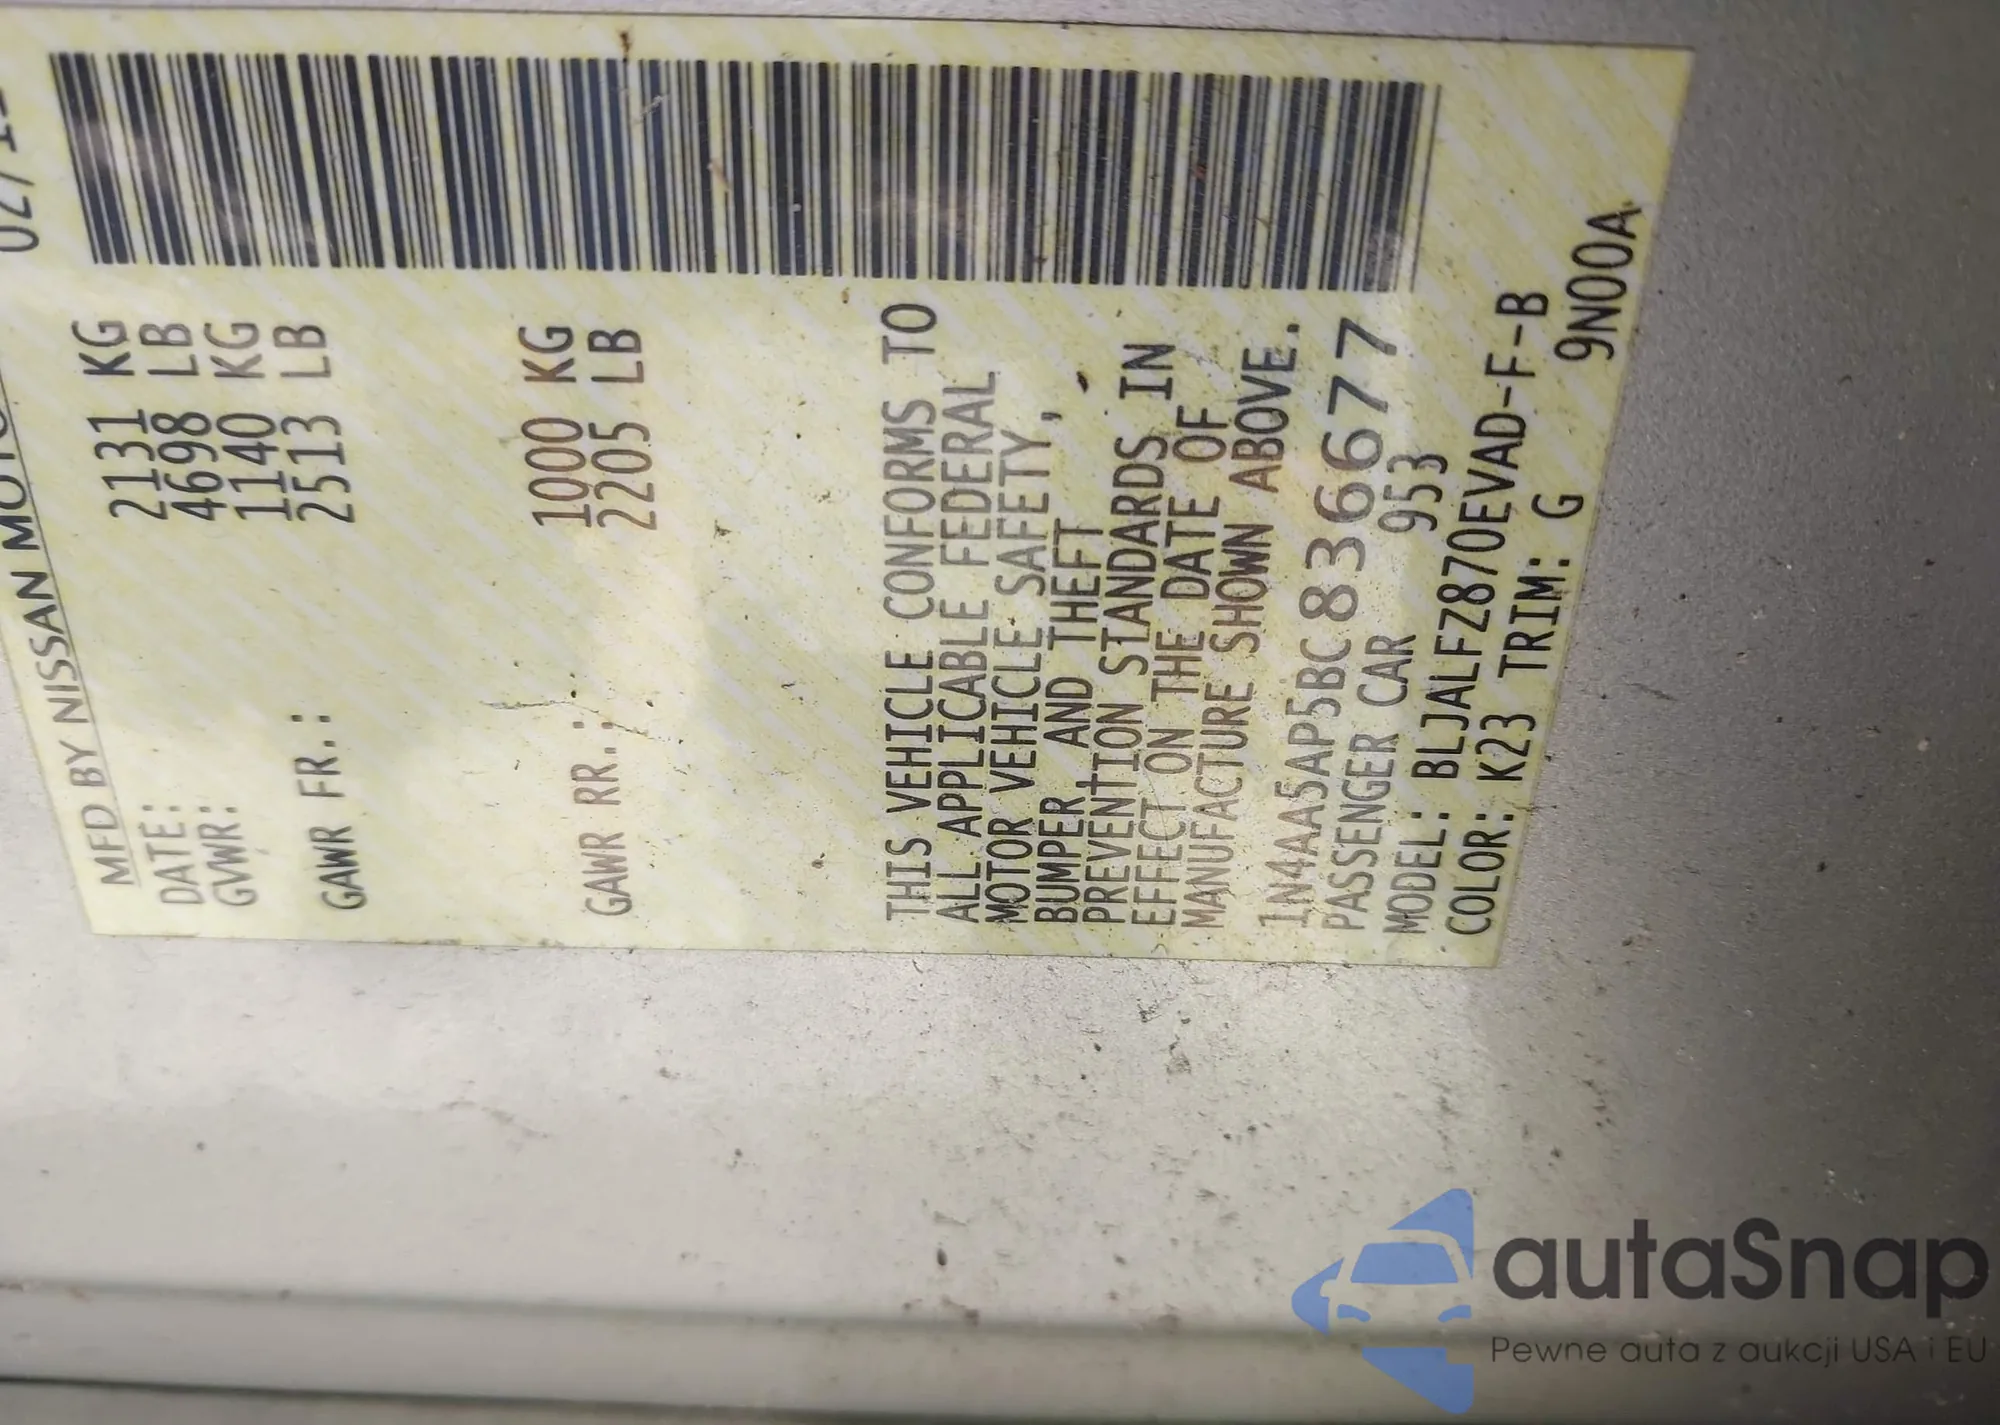 MFD BY NISSAN
DATE: 02/11
GVWR: 2131 KG
4698 LB
GAWR FR.: 1140 KG
2513 LB
GAWR RR.: 1000 KG
2205 LB
THIS VEHICLE CONFORMS TO
ALL APPLICABLE FEDERAL
MOTOR VEHICLE SAFETY,
BUMPER AND THEFT
PREVENTION STANDARDS IN
EFFECT ON THE DATE OF
MANUFACTURE SHOWN ABOVE.
1N4AA5AP5BC836677
PASSENGER CAR 953
MODEL: BLJALFZ870EVAD-F-B
COLOR: K23 TRIM: G 9N00A
autaSnap
Pewne auta z aukcji USA i EU